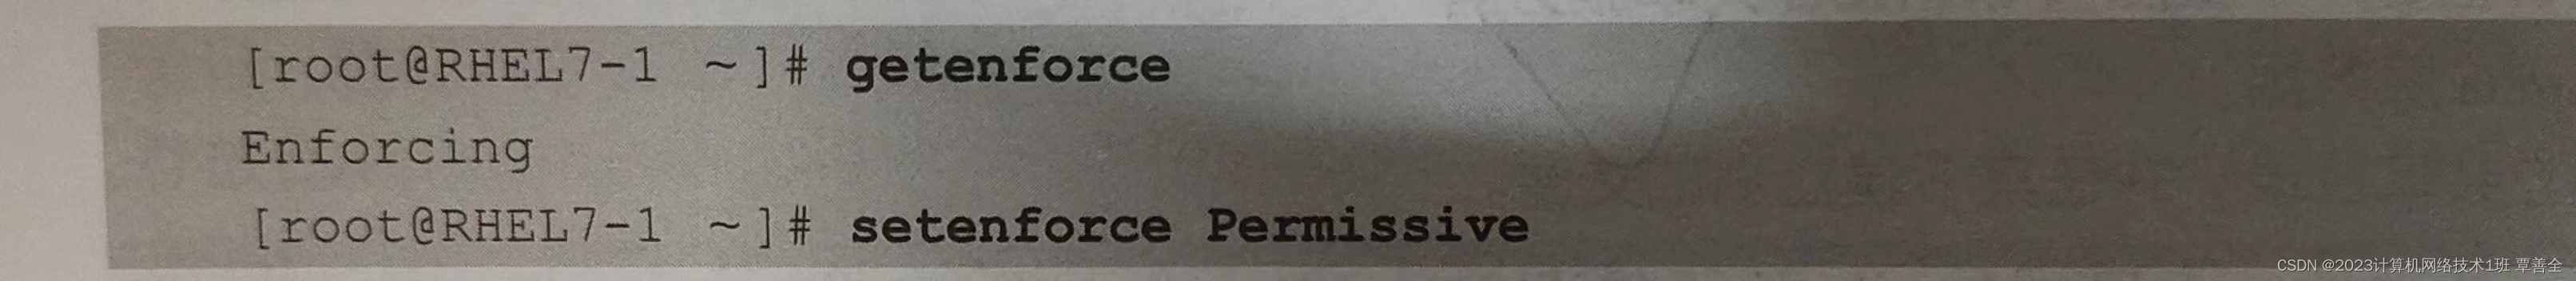 [root@RHEL7-1 ~]# getenforce
Enforcing
[root@RHEL7-1 ~]# setenforce Permissive
CSDN @2023计算机网络技术1班 覃善全